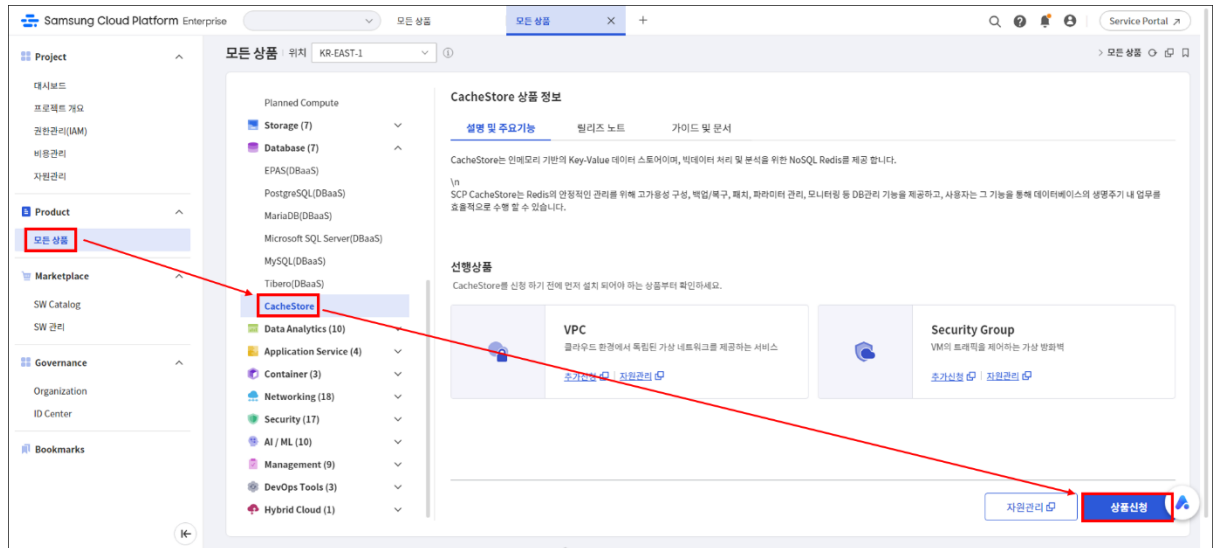 Samsung Cloud Platform Enterprise
모든 상품
모든 상품
Service Portal
Project
대시보드
프로젝트 개요
권한관리(IAM)
비용관리
자원관리
Product
모든 상품
Marketplace
SW Catalog
SW 관리
Governance
Organization
ID Center
Bookmarks
모든 상품
위치
KR-EAST-1
> 모든 상품
Planned Compute
Storage (7)
Database (7)
EPAS(DBaaS)
PostgreSQL(DBaaS)
MariaDB(DBaaS)
Microsoft SQL Server(DBaaS)
MySQL(DBaaS)
Tibero(DBaaS)
CacheStore
Data Analytics (10)
Application Service (4)
Container (3)
Networking (18)
Security (17)
AI / ML (10)
Management (9)
DevOps Tools (3)
Hybrid Cloud (1)
CacheStore 상품 정보
설명 및 주요기능
릴리즈 노트
가이드 및 문서
CacheStore는 인메모리 기반의 Key-Value 데이터 스토어이며, 빅데이터 처리 및 분석을 위한 NoSQL Redis를 제공 합니다.
\n
SCP CacheStore는 Redis의 안정적인 관리를 위해 고가용성 구성, 백업/복구, 패치, 파라미터 관리, 모니터링 등 DB관리 기능을 제공하고, 사용자는 그 기능을 통해 데이터베이스의 생명주기 내 업무를
효율적으로 수행 할 수 있습니다.
선행상품
CacheStore를 신청 하기 전에 먼저 설치 되어야 하는 상품부터 확인하세요.
VPC
클라우드 환경에서 독립된 가상 네트워크를 제공하는 서비스
추가신청
자원관리
Security Group
VM의 트래픽을 제어하는 가상 방화벽
추가신청
자원관리
자원관리
상품신청